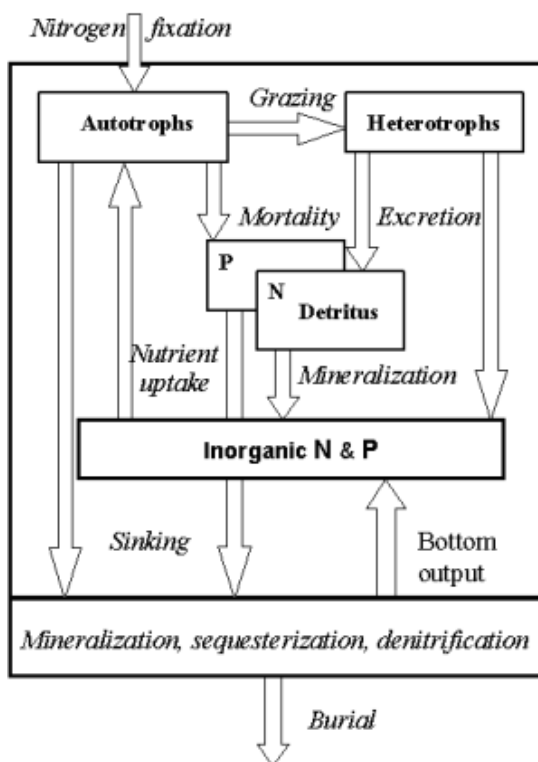 Nitrogen fixation
Grazing
Autotrophs
Heterotrophs
Mortality
Excretion
P
N
Detritus
Nutrient
uptake
Mineralization
Inorganic N & P
Sinking
Bottom
output
Mineralization, sequesterization, denitrification
Burial